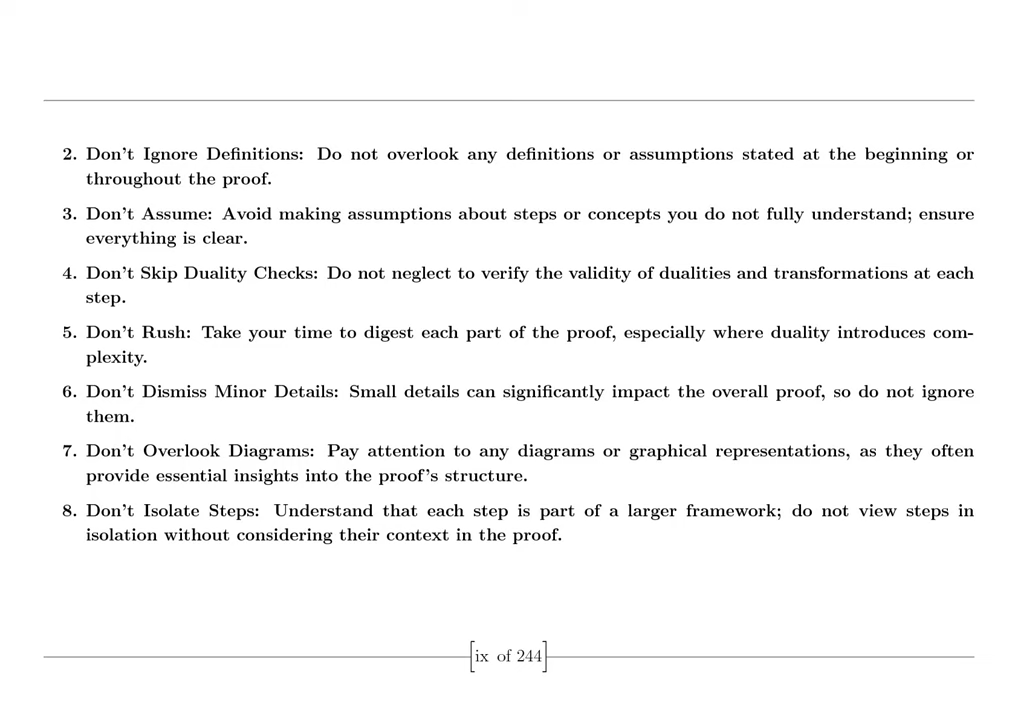 2. Don’t Ignore Definitions: Do not overlook any definitions or assumptions stated at the beginning or
throughout the proof.
3. Don’t Assume: Avoid making assumptions about steps or concepts you do not fully understand; ensure
everything is clear.
4. Don’t Skip Duality Checks: Do not neglect to verify the validity of dualities and transformations at each
step.
5. Don’t Rush: Take your time to digest each part of the proof, especially where duality introduces com-
plexity.
6. Don’t Dismiss Minor Details: Small details can significantly impact the overall proof, so do not ignore
them.
7. Don’t Overlook Diagrams: Pay attention to any diagrams or graphical representations, as they often
provide essential insights into the proof’s structure.
8. Don’t Isolate Steps: Understand that each step is part of a larger framework; do not view steps in
isolation without considering their context in the proof.
[ix of 244]